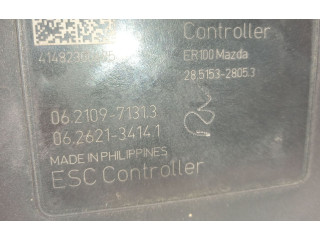 Controller
ER100 Mazda
28.5153-2805.3
06.2109-7131.3
06.2621-3414.1
MADE IN PHILIPPINES
ESC Controller